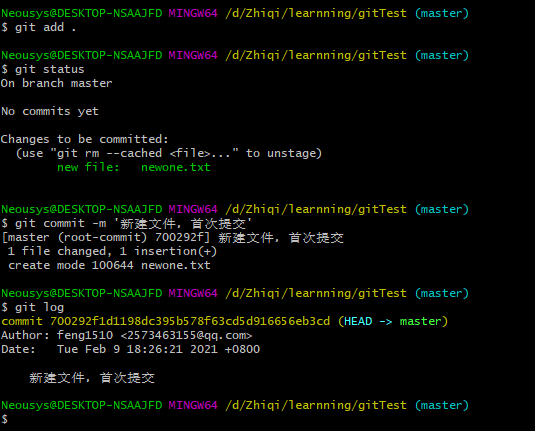 Neousys@DESKTOP-NSAAJFD MINGW64 /d/Zhiqi/learnning/gitTest (master)
$ git add .
Neousys@DESKTOP-NSAAJFD MINGW64 /d/Zhiqi/learnning/gitTest (master)
$ git status
On branch master
No commits yet
Changes to be committed:
  (use "git rm --cached <file>..." to unstage)
        new file:   newone.txt
Neousys@DESKTOP-NSAAJFD MINGW64 /d/Zhiqi/learnning/gitTest (master)
$ git commit -m '新建文件, 首次提交'
[master (root-commit) 700292f] 新建文件, 首次提交
 1 file changed, 1 insertion(+)
 create mode 100644 newone.txt
Neousys@DESKTOP-NSAAJFD MINGW64 /d/Zhiqi/learnning/gitTest (master)
$ git log
commit 700292f1d1198dc395b578f63cd5d916656eb3cd (HEAD -> master)
Author: feng1510 <2573463155@qq.com>
Date:   Tue Feb 9 18:26:21 2021 +0800
    新建文件, 首次提交
Neousys@DESKTOP-NSAAJFD MINGW64 /d/Zhiqi/learnning/gitTest (master)
$